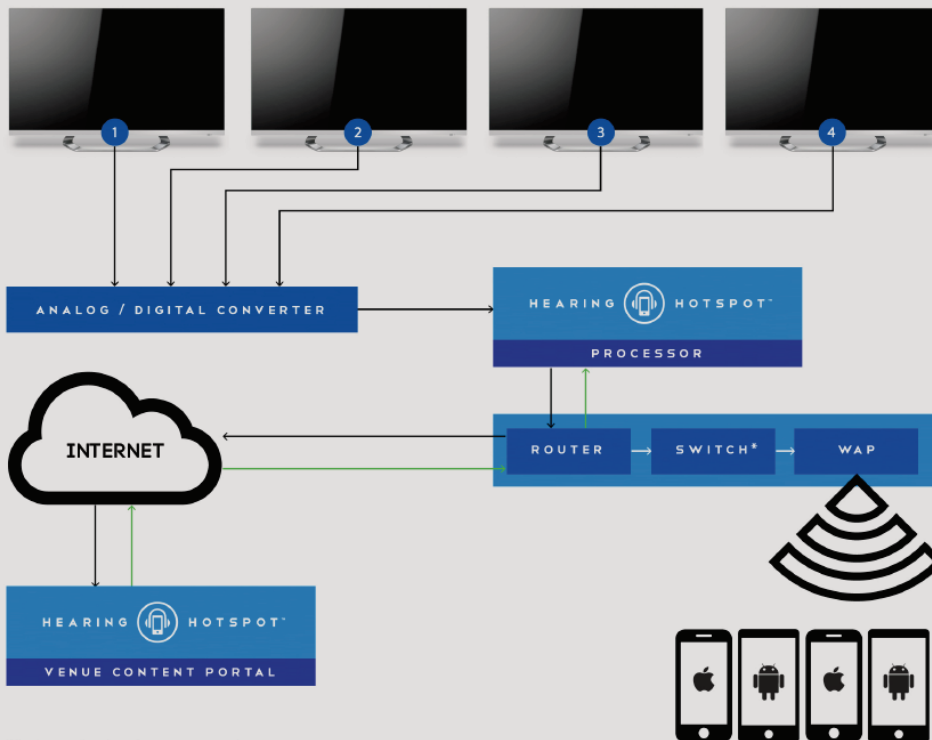 1
2
3
4
ANALOG / DIGITAL CONVERTER
HEARING HOTSPOT™
PROCESSOR
INTERNET
ROUTER
SWITCH*
WAP
HEARING HOTSPOT™
VENUE CONTENT PORTAL